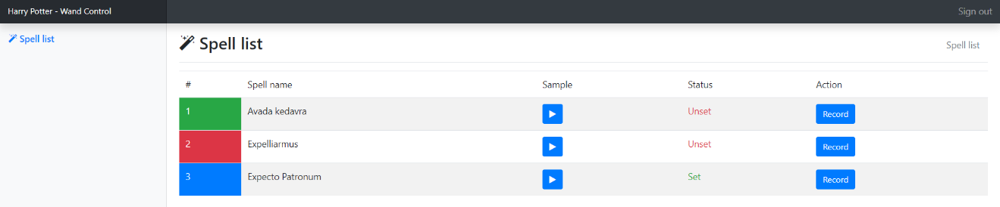 Harry Potter - Wand Control Sign out
Spell list
Spell list Spell list
# Spell name Sample Status Action
1 Avada kedavra Unset Record
2 Expelliarmus Unset Record
3 Expecto Patronum Set Record